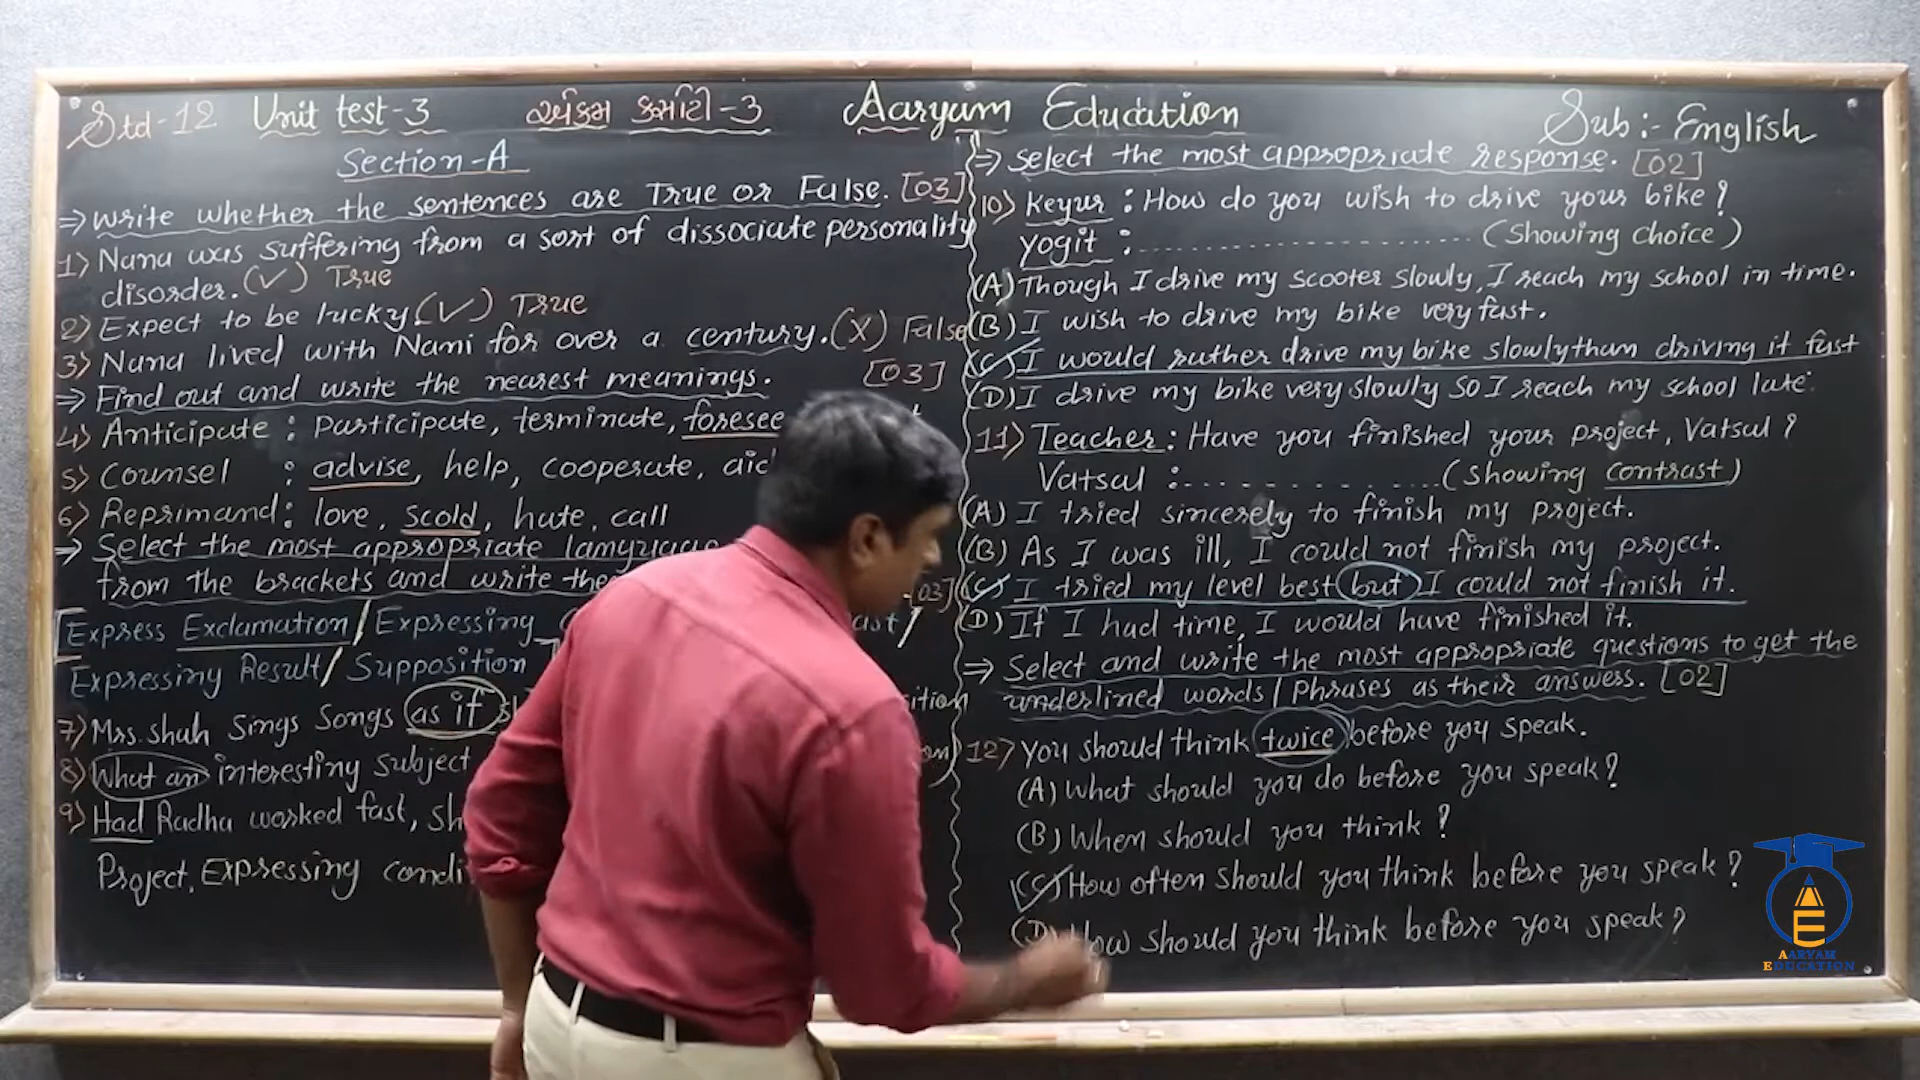 Std-12 Unit test-3 એકમ કસોટી-3 Aaryam Education Sub:- English
Section-A
⇒ Write whether the sentences are True or False. [03]
1) Nana was suffering from a sort of dissociate personality
disorder. (✓) True
2) Expect to be lucky. (✓) True
3) Nana lived with Nani for over a century. (X) False
⇒ Find out and write the nearest meanings. [03]
4) Anticipate : Participate, terminate, foresee
5) Counsel : advise, help, cooperate, aid
6) Reprimand : love, scold, hate, call
→ Select the most appropriate language
from the brackets and write the 03]
[Express Exclamation / Expressing
Expressing Result / Supposition
7) Mrs. Shah Sings Songs as if
8) What an interesting subject
9) Had Radha worked fast,
Project, Expressing
⇒ Select the most appropriate response. [02]
10) Keyur : How do you wish to drive your bike ?
Yogit : ........................ (Showing Choice)
(A) Though I drive my scooter slowly, I reach my school in time.
(B) I wish to drive my bike very fast.
(C) ✓ I would rather drive my bike slowly than driving it fast
(D) I drive my bike very slowly so I reach my school late.
11) Teacher : Have you finished your project, Vatsal ?
Vatsal : ................... (Showing contrast)
(A) I tried sincerely to finish my project.
(B) As I was ill, I could not finish my project.
(C) ✓ I tried my level best but I could not finish it.
(D) If I had time, I would have finished it.
⇒ Select and write the most appropriate questions to get the
underlined words / Phrases as their answers. [02]
12) You should think twice before you speak.
(A) What should you do before you speak?
(B) When should you think ?
(C) ✓ How often should you think before you speak ?
(D) How should you think before you speak?
AARYAM
EDUCATION